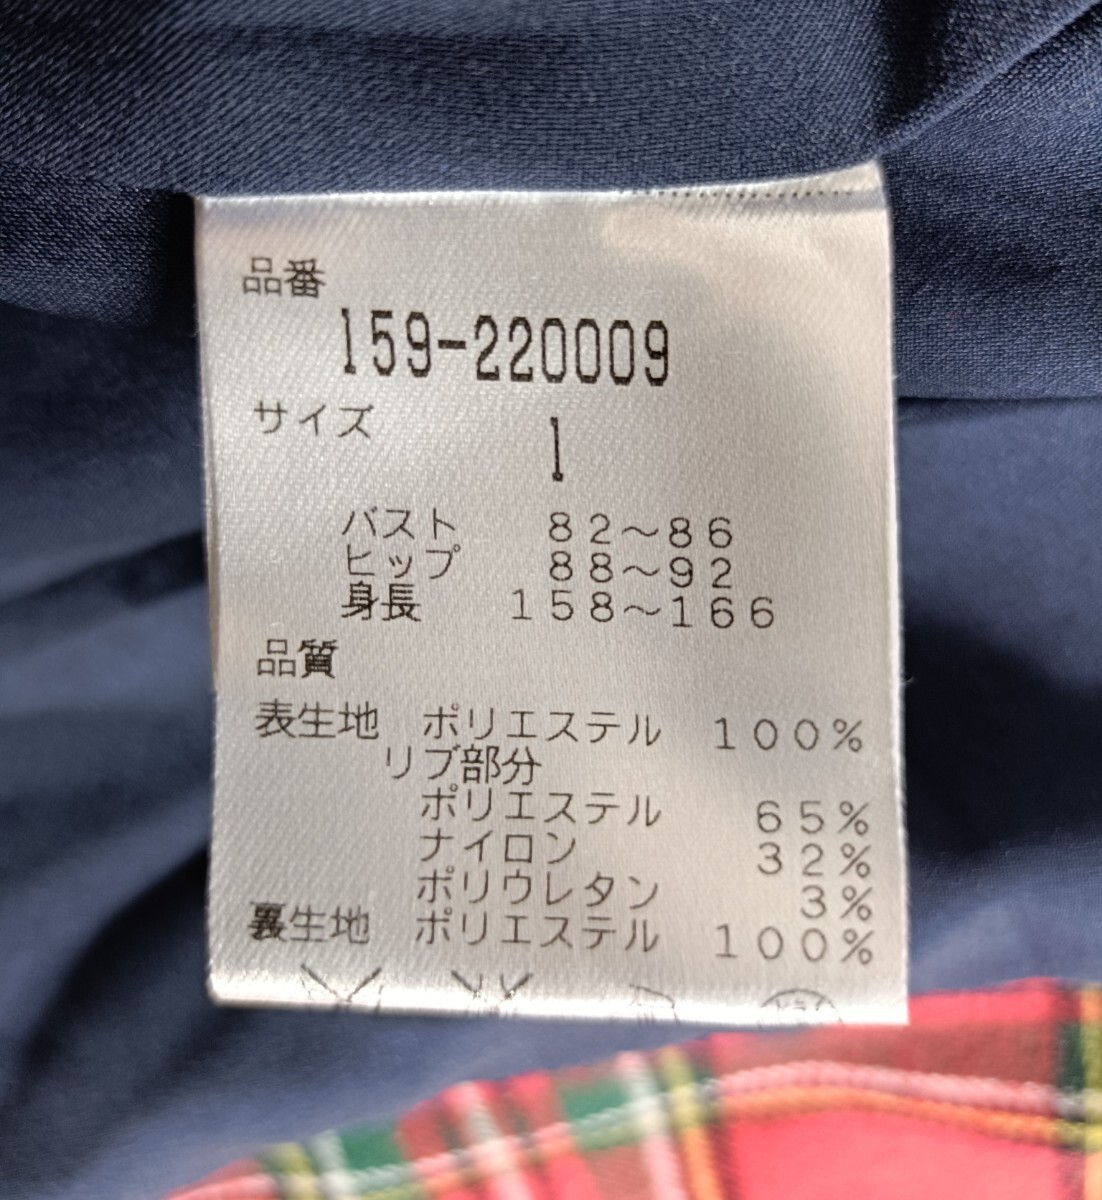 品番
159-220009
サイズ 1
バスト 82〜86
ヒップ 88〜92
身長 158〜166
品質
表生地 ポリエステル 100%
リブ部分
ポリエステル 65%
ナイロン 32%
ポリウレタン 3%
裏生地 ポリエステル 100%